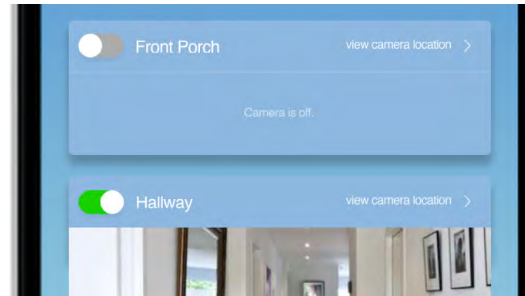 Front Porch
view camera location
Camera is off.
Hallway
view camera location